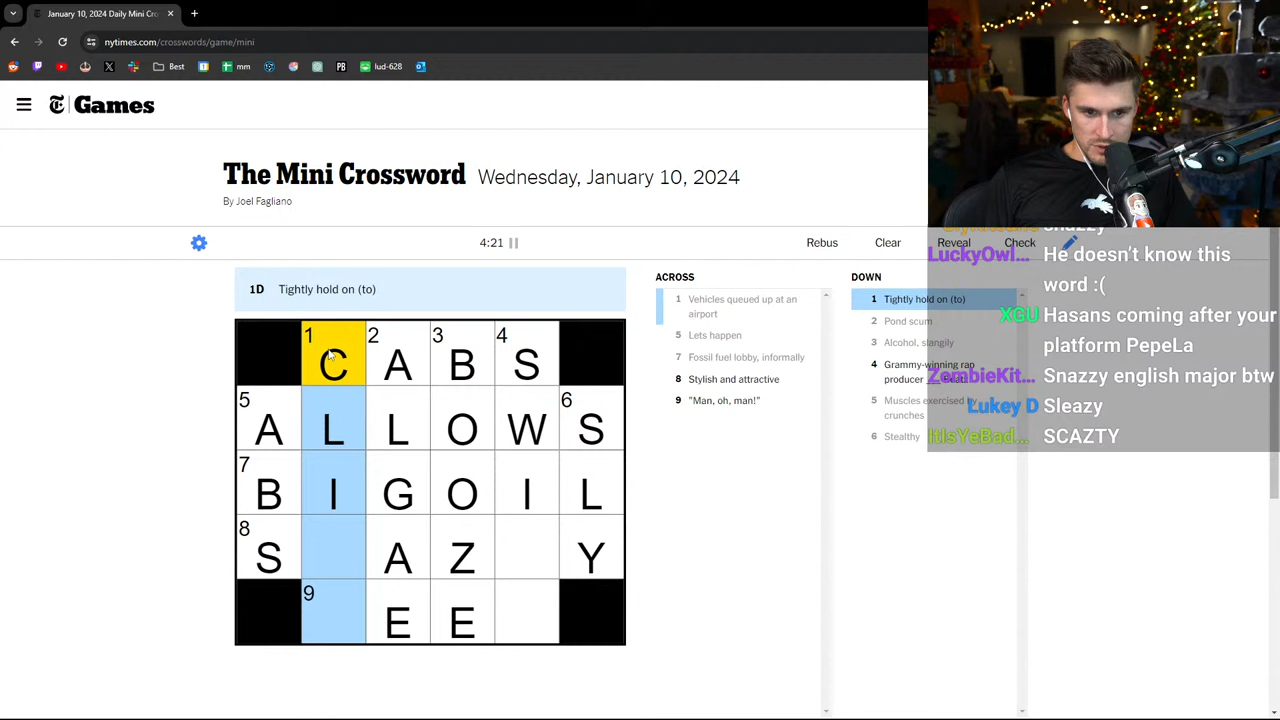 January 10, 2024 Daily Mini Cro
nytimes.com/crosswords/game/mini
Best
mm
PB
lud-628
Games
The Mini Crossword Wednesday, January 10, 2024
By Joel Fagliano
4:21
Rebus
Clear
Reveal
Check
1D Tightly hold on (to)
1 C 2 A 3 B 4 S
5 A L L O W 6 S
7 B I G O I L
8 S A Z Y
9 E E
ACROSS
1 Vehicles queued up at an
airport
5 Lets happen
7 Fossil fuel lobby, informally
8 Stylish and attractive
9 "Man, oh, man!"
DOWN
1 Tightly hold on (to)
2 Pond scum
3 Alcohol, slangily
4 Grammy-winning rap
producer
5 Muscles exercised by
crunches
6 Stealthy
LuckyOwl... He doesn't know this
word :(
XGU Hasans coming after your
platform PepeLa
ZombieKit... Snazzy english major btw
Lukey D Sleazy
ItIsYeBad... SCAZTY